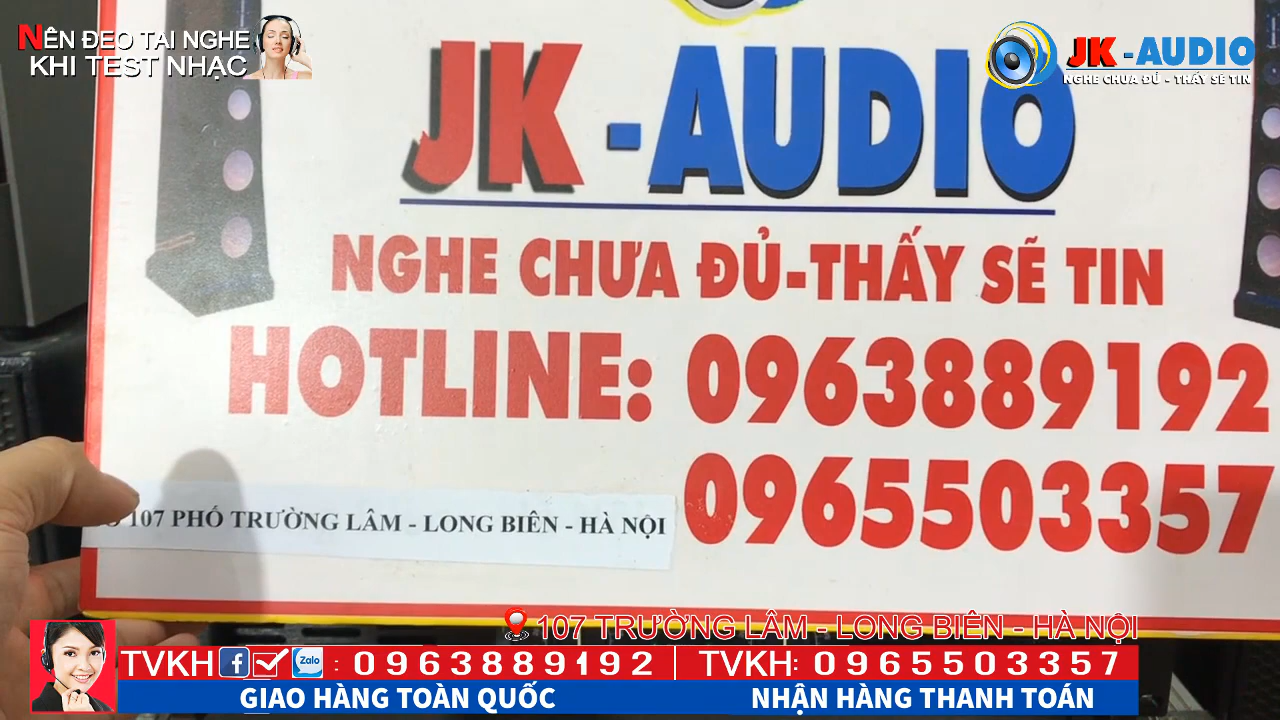 NÊN ĐEO TAI NGHE
KHI TEST NHẠC
JK -AUDIO
NGHE CHƯA ĐỦ - THẤY SẼ TIN
JK -AUDIO
NGHE CHƯA ĐỦ-THẤY SẼ TIN
HOTLINE: 0963889192
0965503357
107 PHỐ TRƯỜNG LÂM - LONG BIÊN - HÀ NỘI
107 TRƯỜNG LÂM - LONG BIÊN - HÀ NỘI
TVKH f Zalo : 0963889192 | TVKH: 0965503357
GIAO HÀNG TOÀN QUỐC NHẬN HÀNG THANH TOÁN